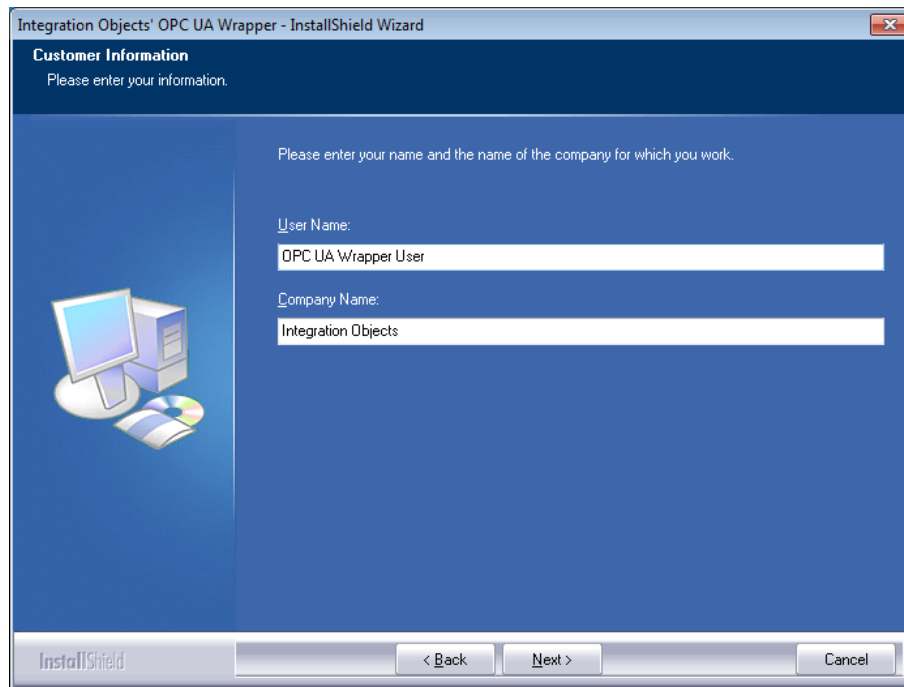 Integration Objects' OPC UA Wrapper - InstallShield Wizard
Customer Information
Please enter your information.
Please enter your name and the name of the company for which you work.
User Name:
OPC UA Wrapper User
Company Name:
Integration Objects
InstallShield
< Back
Next >
Cancel